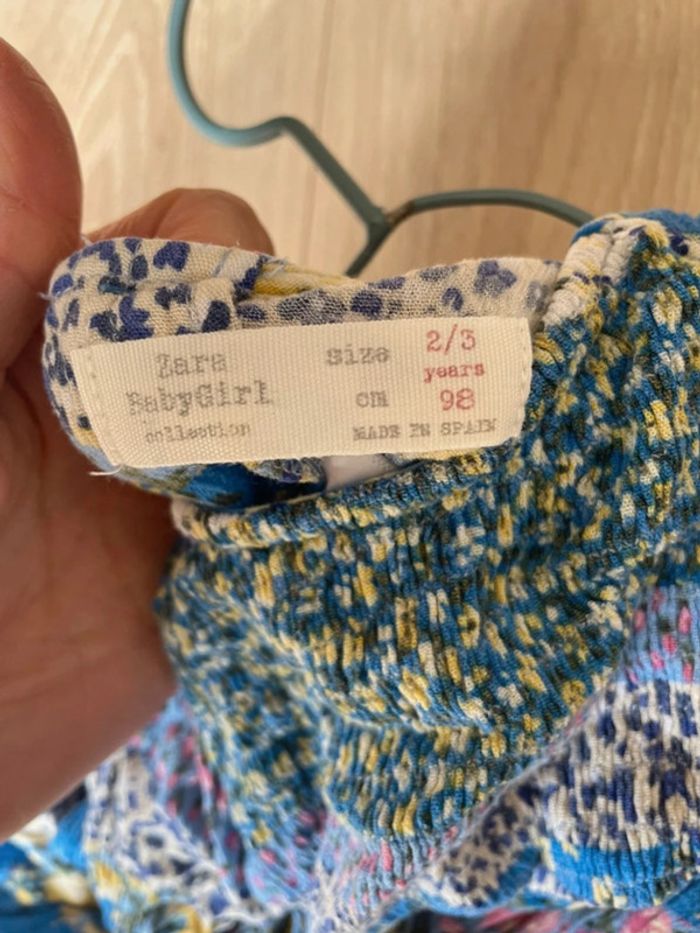 Zara
BabyGirl
collection
size 2/3
years
cm 98
MADE IN SPAIN